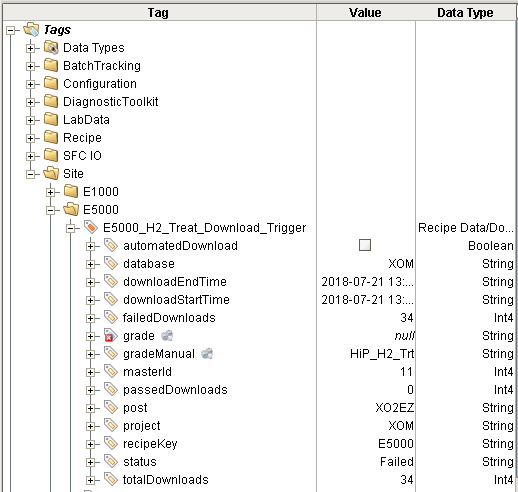 Tag Value Data Type
Tags
Data Types
BatchTracking
Configuration
DiagnosticToolkit
LabData
Recipe
SFC IO
Site
E1000
E5000
E5000_H2_Treat_Download_Trigger Recipe Data/Do...
automatedDownload Boolean
database XOM String
downloadEndTime 2018-07-21 13:... String
downloadStartTime 2018-07-21 13:... String
failedDownloads 34 Int4
grade null String
gradeManual HiP_H2_Trt String
masterId 11 Int4
passedDownloads 0 Int4
post XO2EZ String
project XOM String
recipeKey E5000 String
status Failed String
totalDownloads 34 Int4